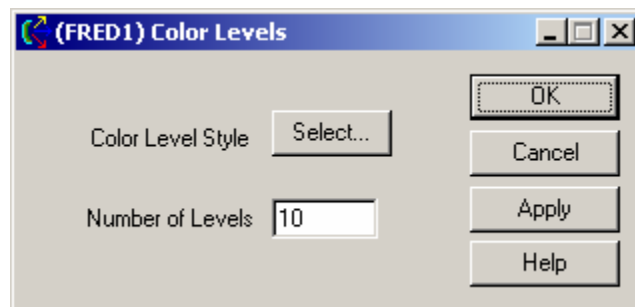 (FRED1) Color Levels
Color Level Style
Select...
Number of Levels
10
OK
Cancel
Apply
Help